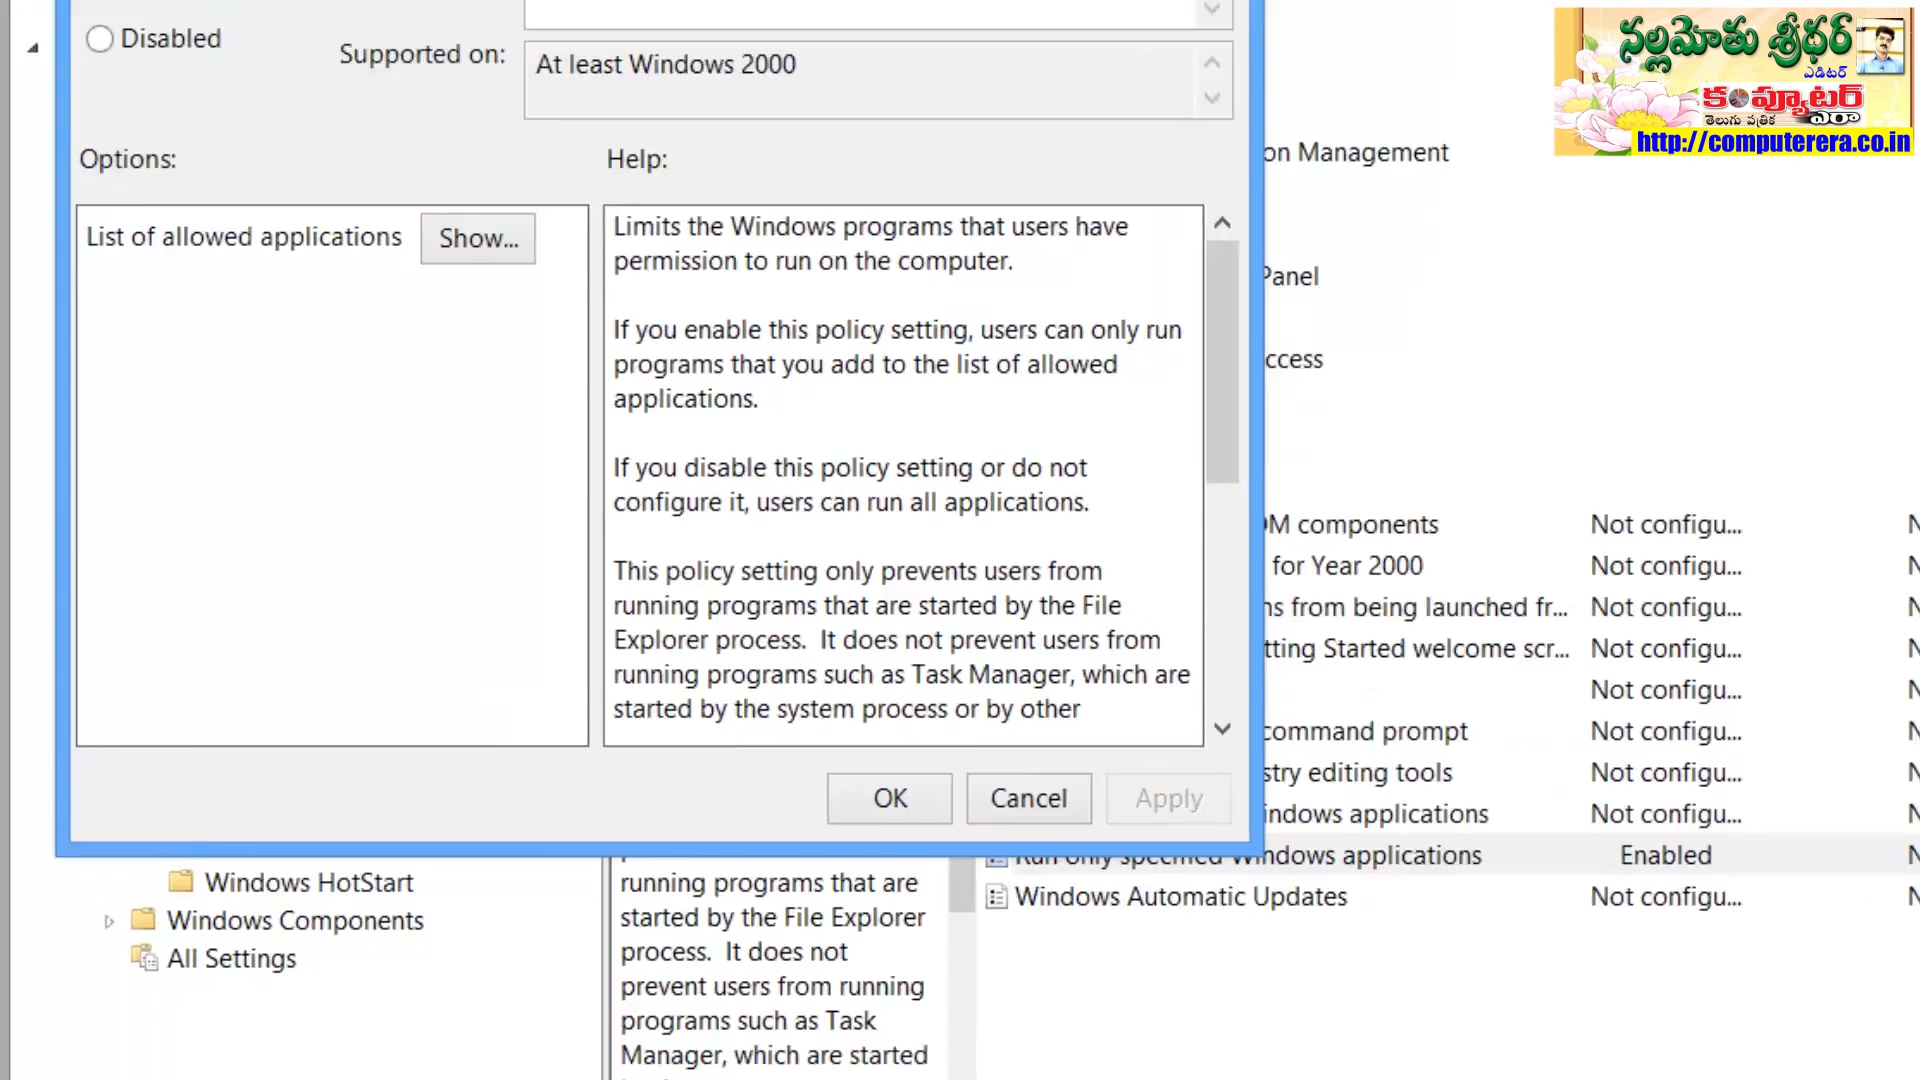 Disabled
Supported on:
At least Windows 2000
Options:
Help:
List of allowed applications
Show...
Limits the Windows programs that users have
permission to run on the computer.
If you enable this policy setting, users can only run
programs that you add to the list of allowed
applications.
If you disable this policy setting or do not
configure it, users can run all applications.
This policy setting only prevents users from
running programs that are started by the File
Explorer process.  It does not prevent users from
running programs such as Task Manager, which are
started by the system process or by other
OK
Cancel
Apply
నల్లమోతు శ్రీధర్
ఎడిటర్
కంప్యూటర్
తెలుగు పత్రిక ఎరా
http://computerera.co.in
on Management
Panel
ccess
OM components Not configu...
for Year 2000 Not configu...
ns from being launched fr... Not configu...
tting Started welcome scr... Not configu...
Not configu...
command prompt Not configu...
stry editing tools Not configu...
indows applications Not configu...
Run only specified Windows applications Enabled
Windows Automatic Updates Not configu...
Windows HotStart
Windows Components
All Settings
running programs that are
started by the File Explorer
process.  It does not
prevent users from running
programs such as Task
Manager, which are started